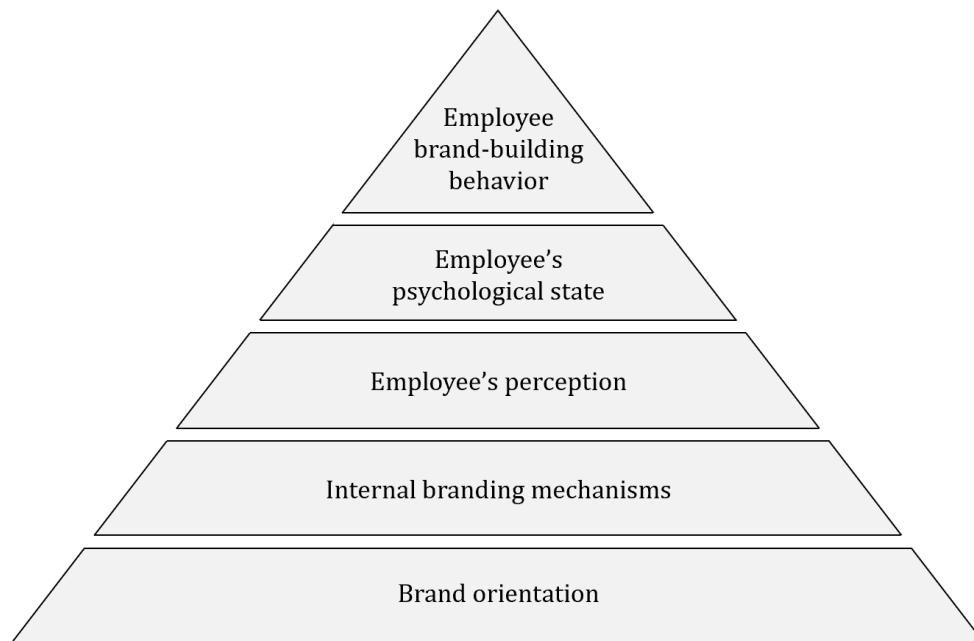 Employee
brand-building
behavior
Employee’s
psychological state
Employee’s perception
Internal branding mechanisms
Brand orientation